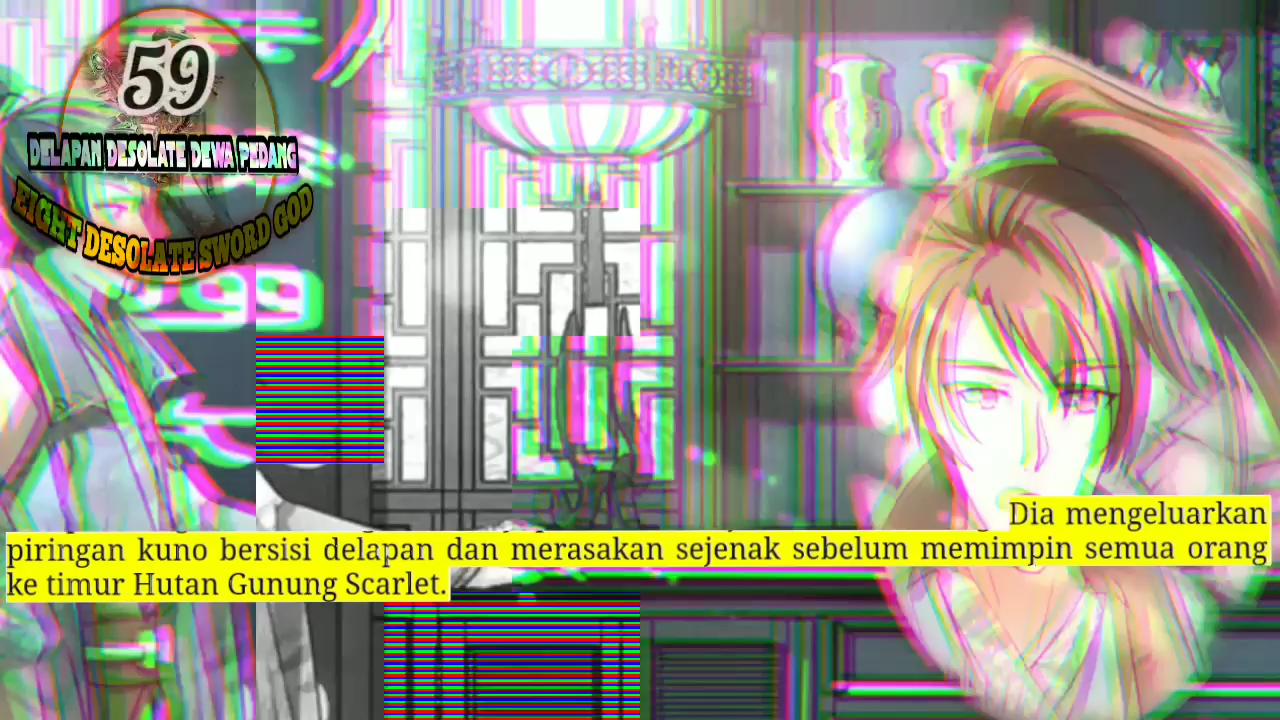 59
DELAPAN DESOLATE DEWA PEDANG
EIGHT DESOLATE SWORD GOD
99
Dia mengeluarkan
piringan kuno bersisi delapan dan merasakan sejenak sebelum memimpin semua orang
ke timur Hutan Gunung Scarlet.